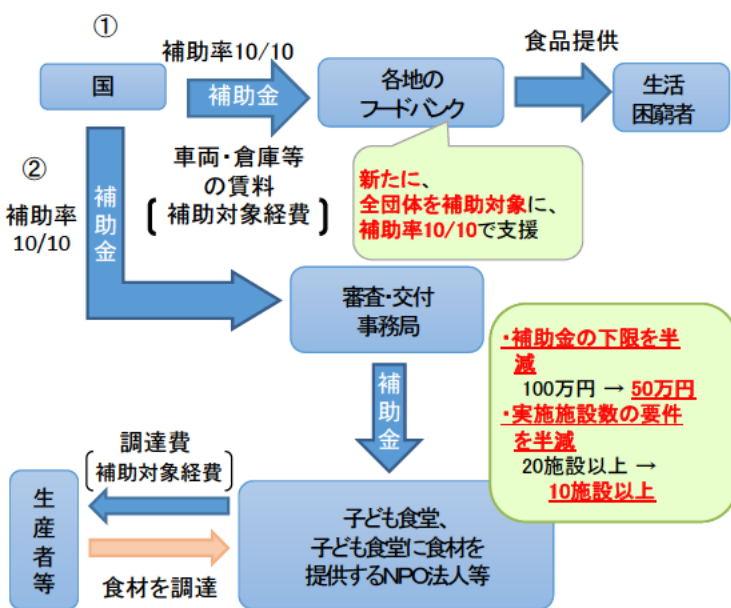 ①
補助率10/10
国
補助金
各地の
フードバンク
食品提供
生活
困窮者
車両・倉庫等
の賃料
補助対象経費
新たに、
全団体を補助対象に、
補助率10/10で支援
②
補助率
10/10
補助金
審査・交付
事務局
補助金
・補助金の下限を半
減
100万円 → 50万円
・実施施設数の要件
を半減
20施設以上 →
10施設以上
調達費
補助対象経費
生産者等
食材を調達
子ども食堂、
子ども食堂に食材を
提供するNPO法人等